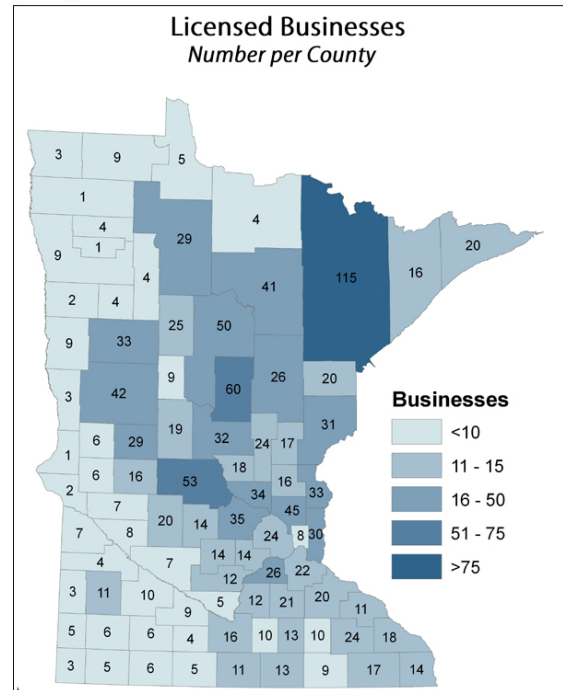 Licensed Businesses
Number per County
3 9 5
1 4
4 29 20
1 16
9 4 41 115
2 4 25 50
9 33
9 60 26 20
3 42
19 32 31
1 6 29 24 17
6 16 18 16
2 53 34 33
7 20 35 45
7 8 14 24 8 30
4 7 14 14 26 22
3 11 10 12
9 5 12 21 20 11
5 6 6 4 16 10 13 10 24 18
3 5 6 5 11 13 9 17 14
Businesses
<10
11 - 15
16 - 50
51 - 75
>75